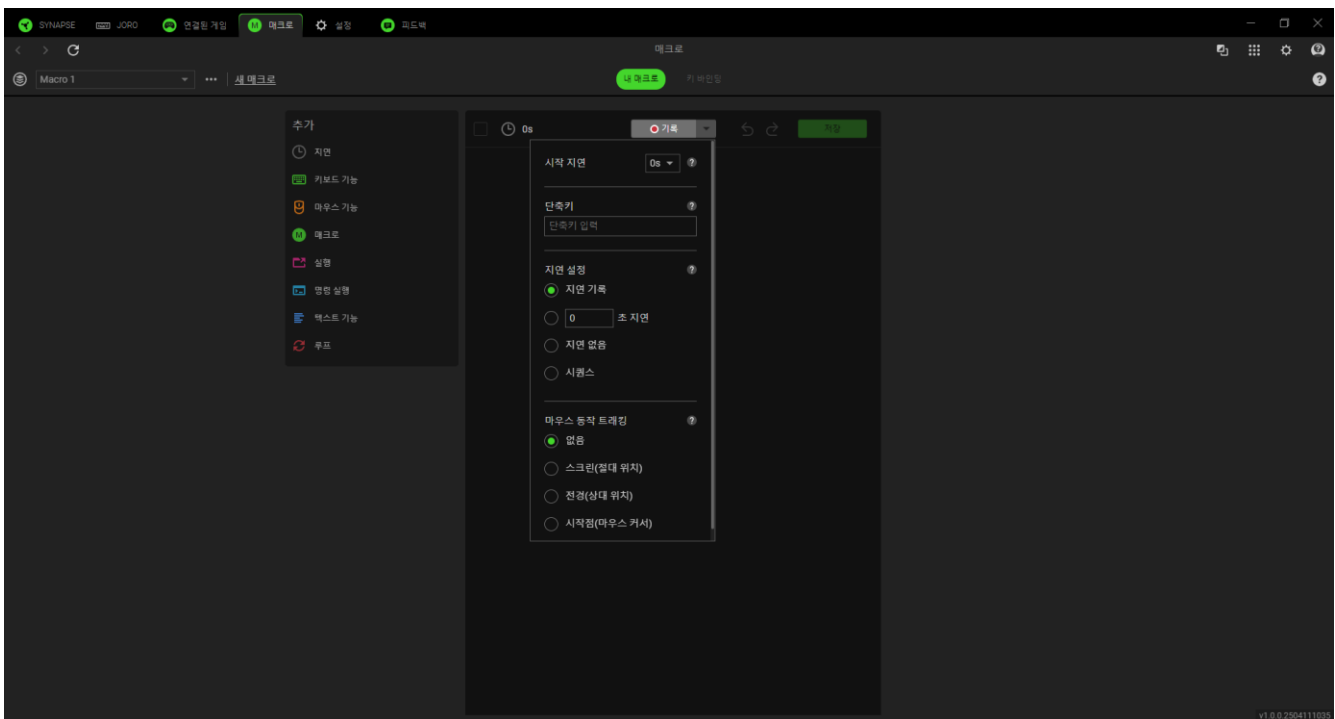 SYNAPSE JORO 연결된 게임 매크로 설정 피드백
매크로
Macro 1 새 매크로 내 매크로 키 바인딩
추가
지연
키보드 기능
마우스 기능
매크로
실행
명령 실행
텍스트 기능
루프
0s 기록 저장
시작 지연 0s
단축키
단축키 입력
지연 설정
지연 기록
0 초 지연
지연 없음
시퀀스
마우스 동작 트래킹
없음
스크린(절대 위치)
전경(상대 위치)
시작점(마우스 커서)
v1.0.0.2504111035